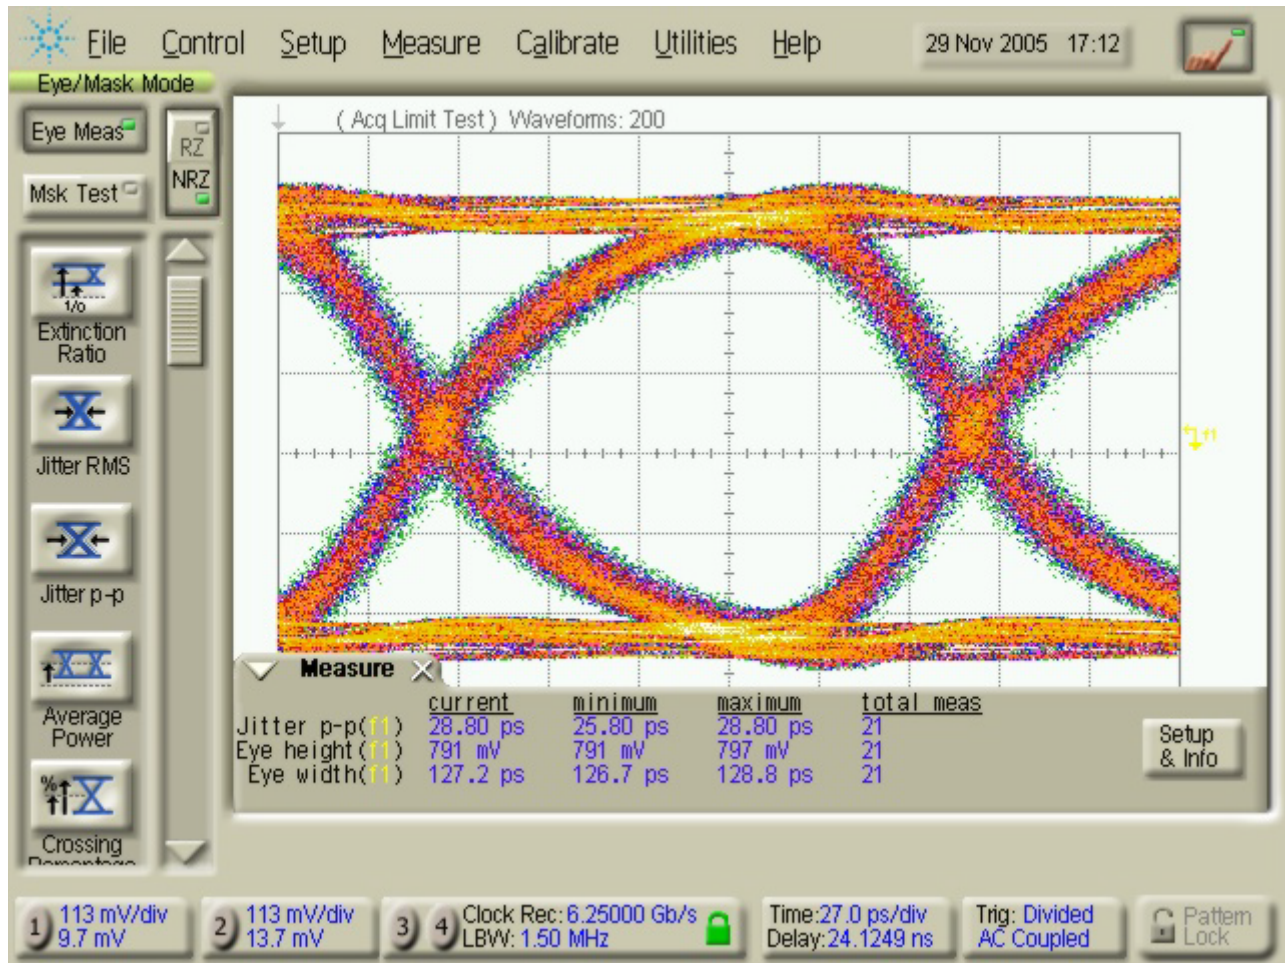 File Control Setup Measure Calibrate Utilities Help 29 Nov 2005 17:12
Eye/Mask Mode
Eye Meas
RZ
NRZ
Msk Test
1/0
Extinction
Ratio
Jitter RMS
Jitter p-p
Average
Power
%
Crossing
Percentage
( Acq Limit Test ) Waveforms: 200
f1
Measure
current minimum maximum total meas
Jitter p-p(f1) 28.80 ps 25.80 ps 28.80 ps 21
Eye height(f1) 791 mV 791 mV 797 mV 21
Eye width(f1) 127.2 ps 126.7 ps 128.8 ps 21
Setup
& Info
1 113 mV/div
9.7 mV
2 113 mV/div
13.7 mV
3 4 Clock Rec: 6.25000 Gb/s
LBW: 1.50 MHz
Time:27.0 ps/div
Delay:24.1249 ns
Trig: Divided
AC Coupled
Pattern
Lock